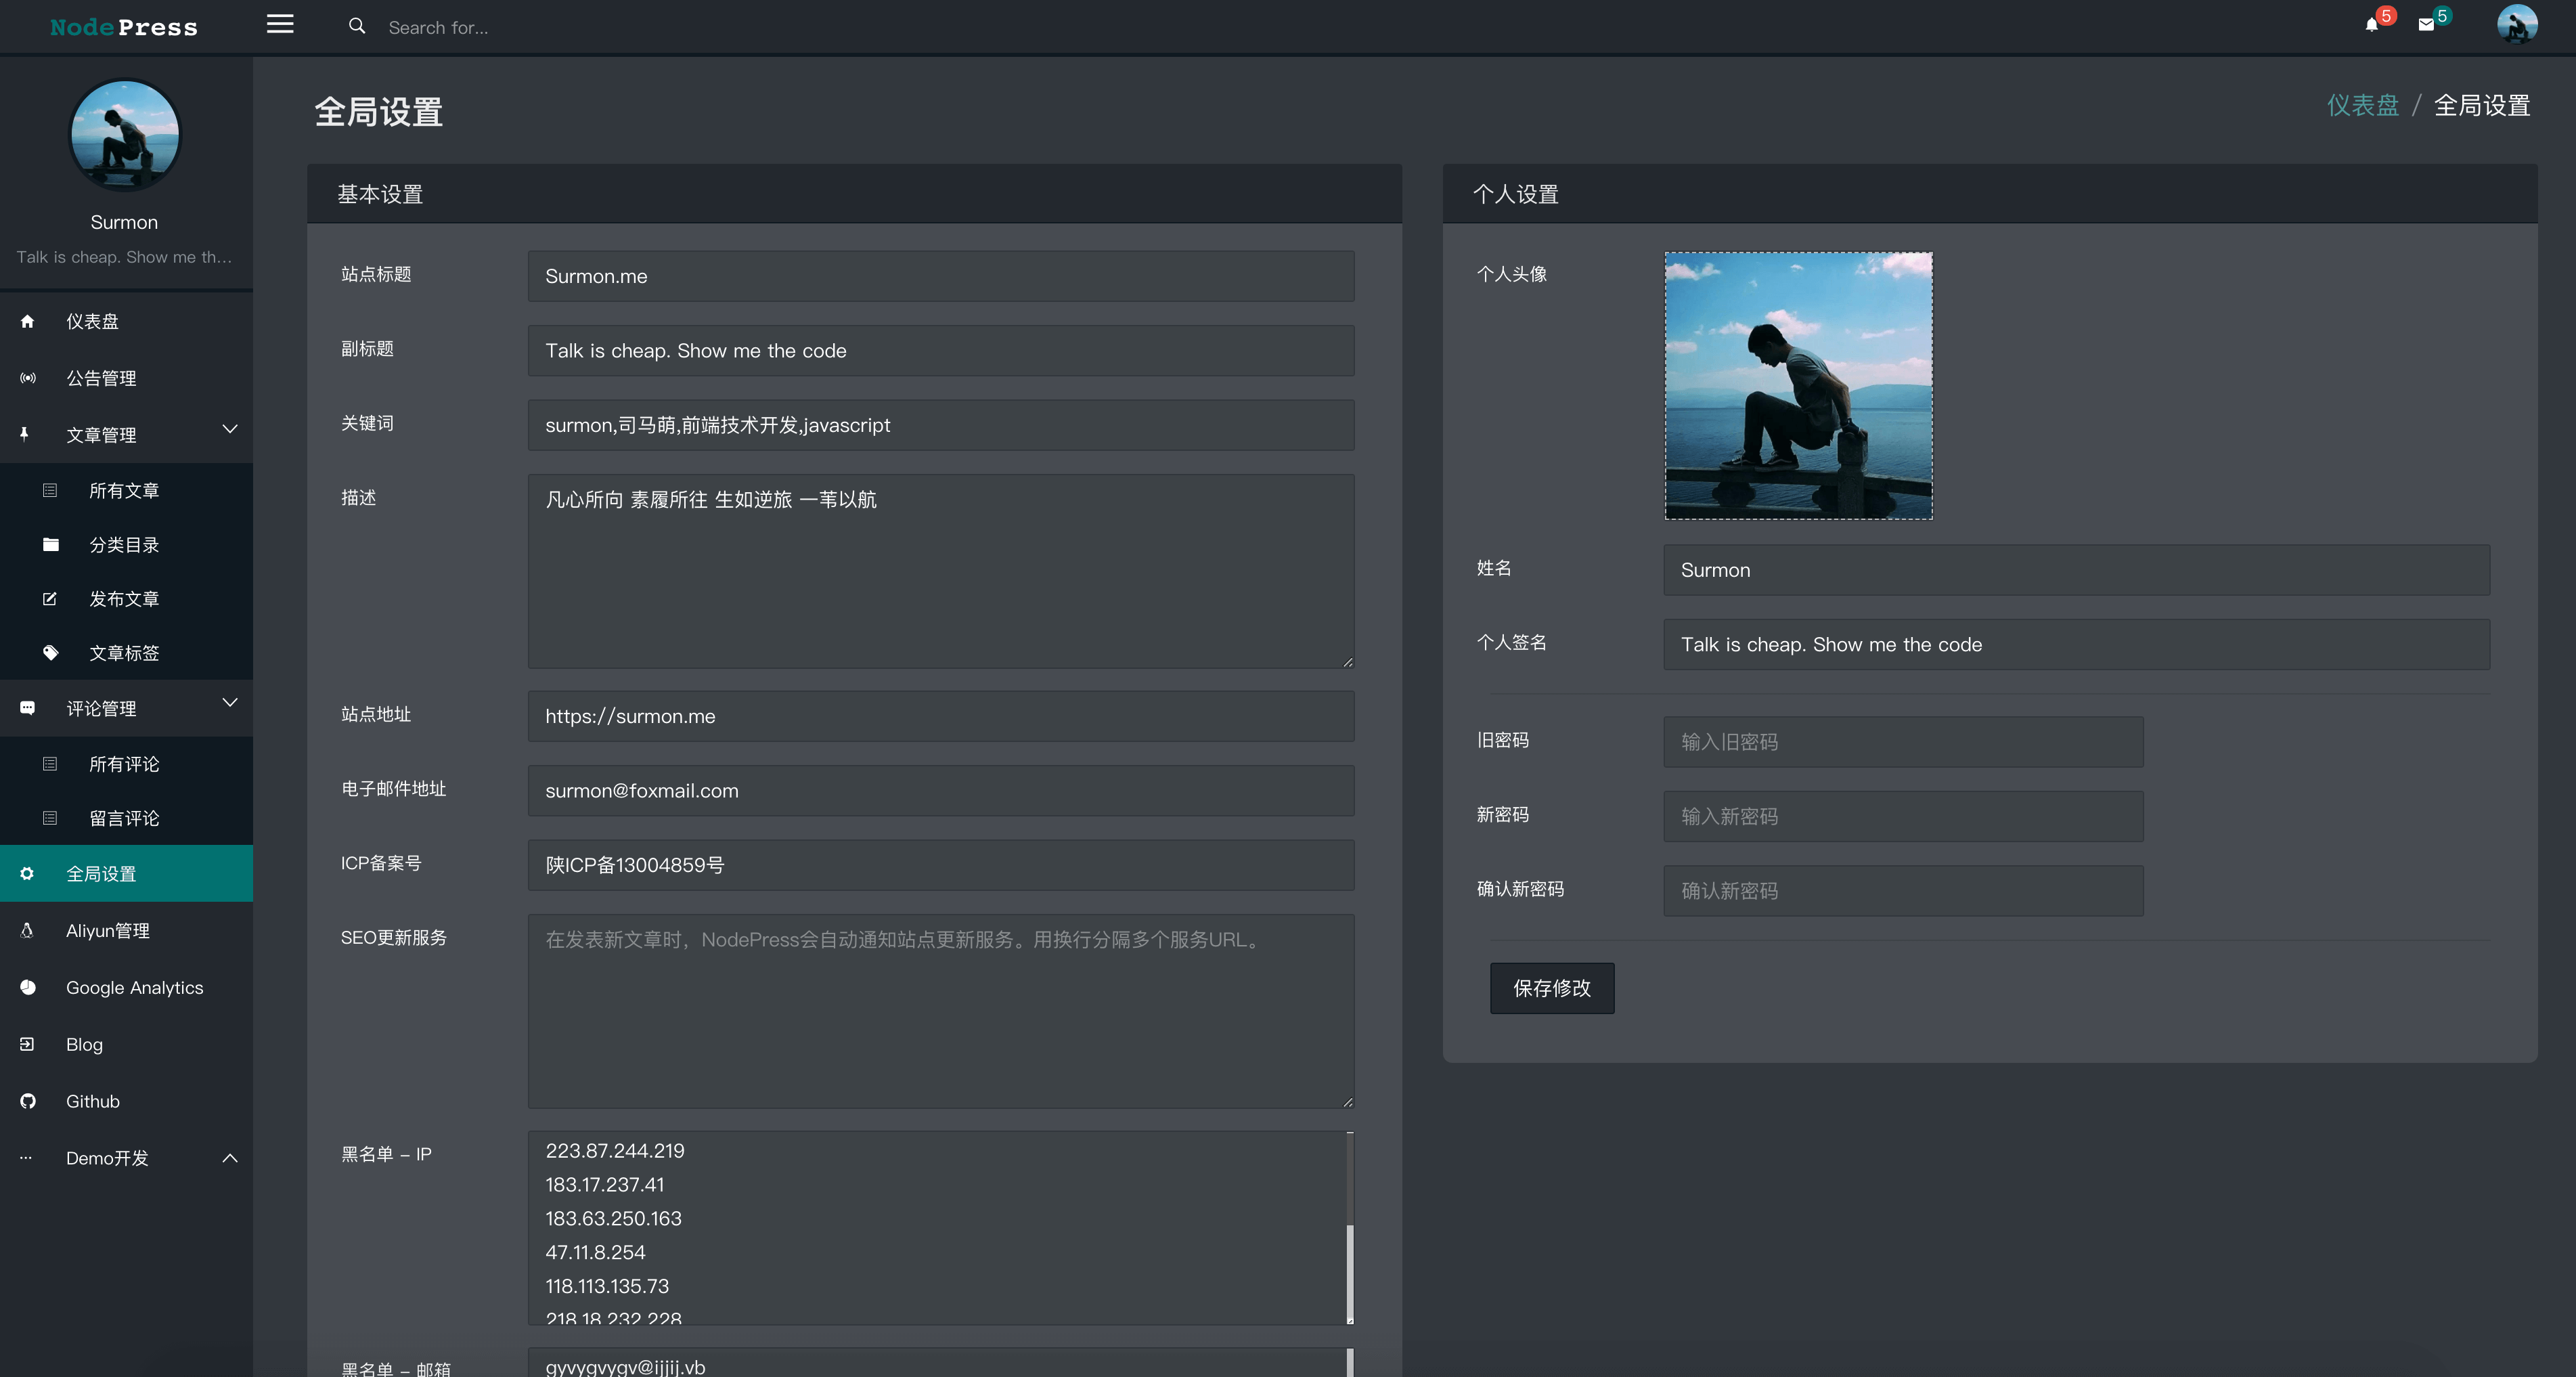 NodePress
Search for...
5
5
Surmon
Talk is cheap. Show me th...
仪表盘
公告管理
文章管理
所有文章
分类目录
发布文章
文章标签
评论管理
所有评论
留言评论
全局设置
Aliyun管理
Google Analytics
Blog
Github
Demo开发
全局设置
仪表盘 / 全局设置
基本设置
站点标题
Surmon.me
副标题
Talk is cheap. Show me the code
关键词
surmon,司马萌,前端技术开发,javascript
描述
凡心所向 素履所往 生如逆旅 一苇以航
站点地址
https://surmon.me
电子邮件地址
surmon@foxmail.com
ICP备案号
陕ICP备13004859号
SEO更新服务
在发表新文章时，NodePress会自动通知站点更新服务。用换行分隔多个服务URL。
黑名单 - IP
223.87.244.219
183.17.237.41
183.63.250.163
47.11.8.254
118.113.135.73
218.18.232.228
黑名单 - 邮箱
gyvygvygv@ijjij.vb
个人设置
个人头像
姓名
Surmon
个人签名
Talk is cheap. Show me the code
旧密码
输入旧密码
新密码
输入新密码
确认新密码
确认新密码
保存修改